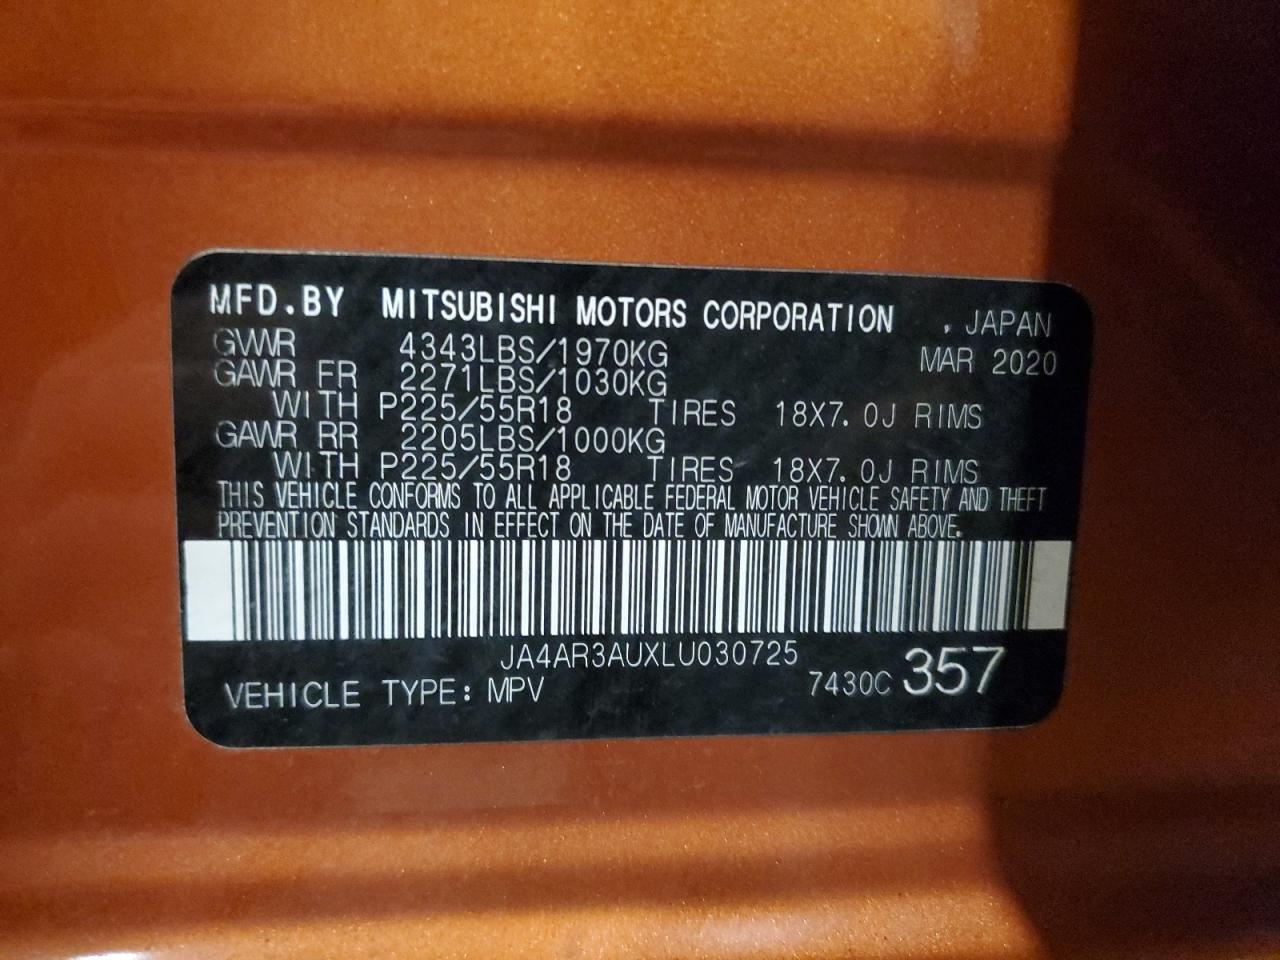 MFD.BY MITSUBISHI MOTORS CORPORATION , JAPAN
GVWR 4343LBS/1970KG MAR 2020
GAWR FR 2271LBS/1030KG
WITH P225/55R18 TIRES 18X7.0J RIMS
GAWR RR 2205LBS/1000KG
WITH P225/55R18 TIRES 18X7.0J RIMS
THIS VEHICLE CONFORMS TO ALL APPLICABLE FEDERAL MOTOR VEHICLE SAFETY AND THEFT
PREVENTION STANDARDS IN EFFECT ON THE DATE OF MANUFACTURE SHOWN ABOVE.
JA4AR3AUXLU030725
VEHICLE TYPE: MPV 7430C 357